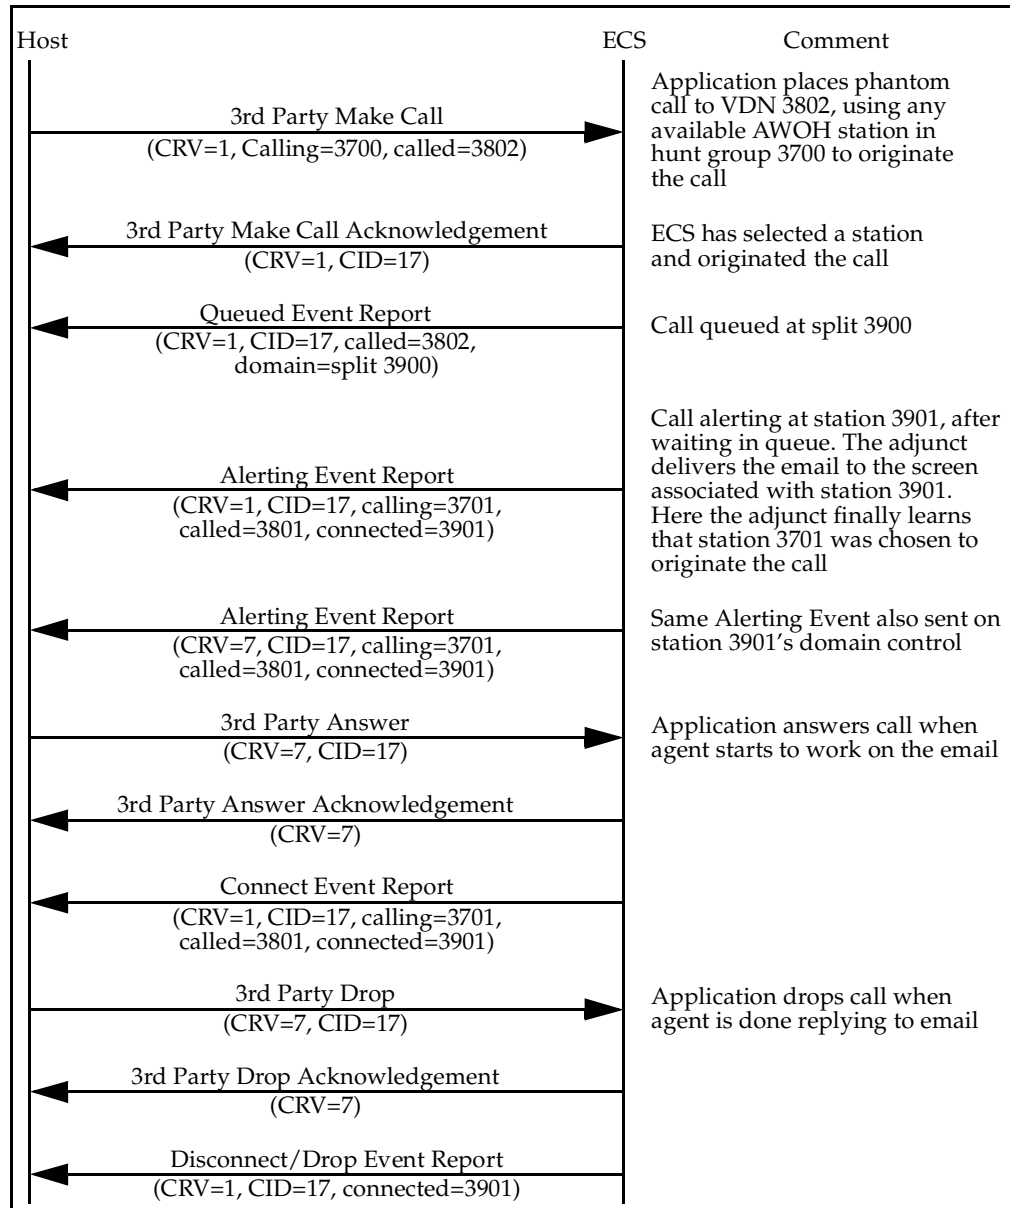 Host ECS Comment
Application places phantom
call to VDN 3802, using any
available AWOH station in
hunt group 3700 to originate
the call
3rd Party Make Call
(CRV=1, Calling=3700, called=3802)
3rd Party Make Call Acknowledgement
(CRV=1, CID=17)
ECS has selected a station
and originated the call
Queued Event Report
(CRV=1, CID=17, called=3802,
domain=split 3900)
Call queued at split 3900
Alerting Event Report
(CRV=1, CID=17, calling=3701,
called=3801, connected=3901)
Call alerting at station 3901, after
waiting in queue. The adjunct
delivers the email to the screen
associated with station 3901.
Here the adjunct finally learns
that station 3701 was chosen to
originate the call
Alerting Event Report
(CRV=7, CID=17, calling=3701,
called=3801, connected=3901)
Same Alerting Event also sent on
station 3901's domain control
3rd Party Answer
(CRV=7, CID=17)
Application answers call when
agent starts to work on the email
3rd Party Answer Acknowledgement
(CRV=7)
Connect Event Report
(CRV=1, CID=17, calling=3701,
called=3801, connected=3901)
3rd Party Drop
(CRV=7, CID=17)
Application drops call when
agent is done replying to email
3rd Party Drop Acknowledgement
(CRV=7)
Disconnect/Drop Event Report
(CRV=1, CID=17, connected=3901)